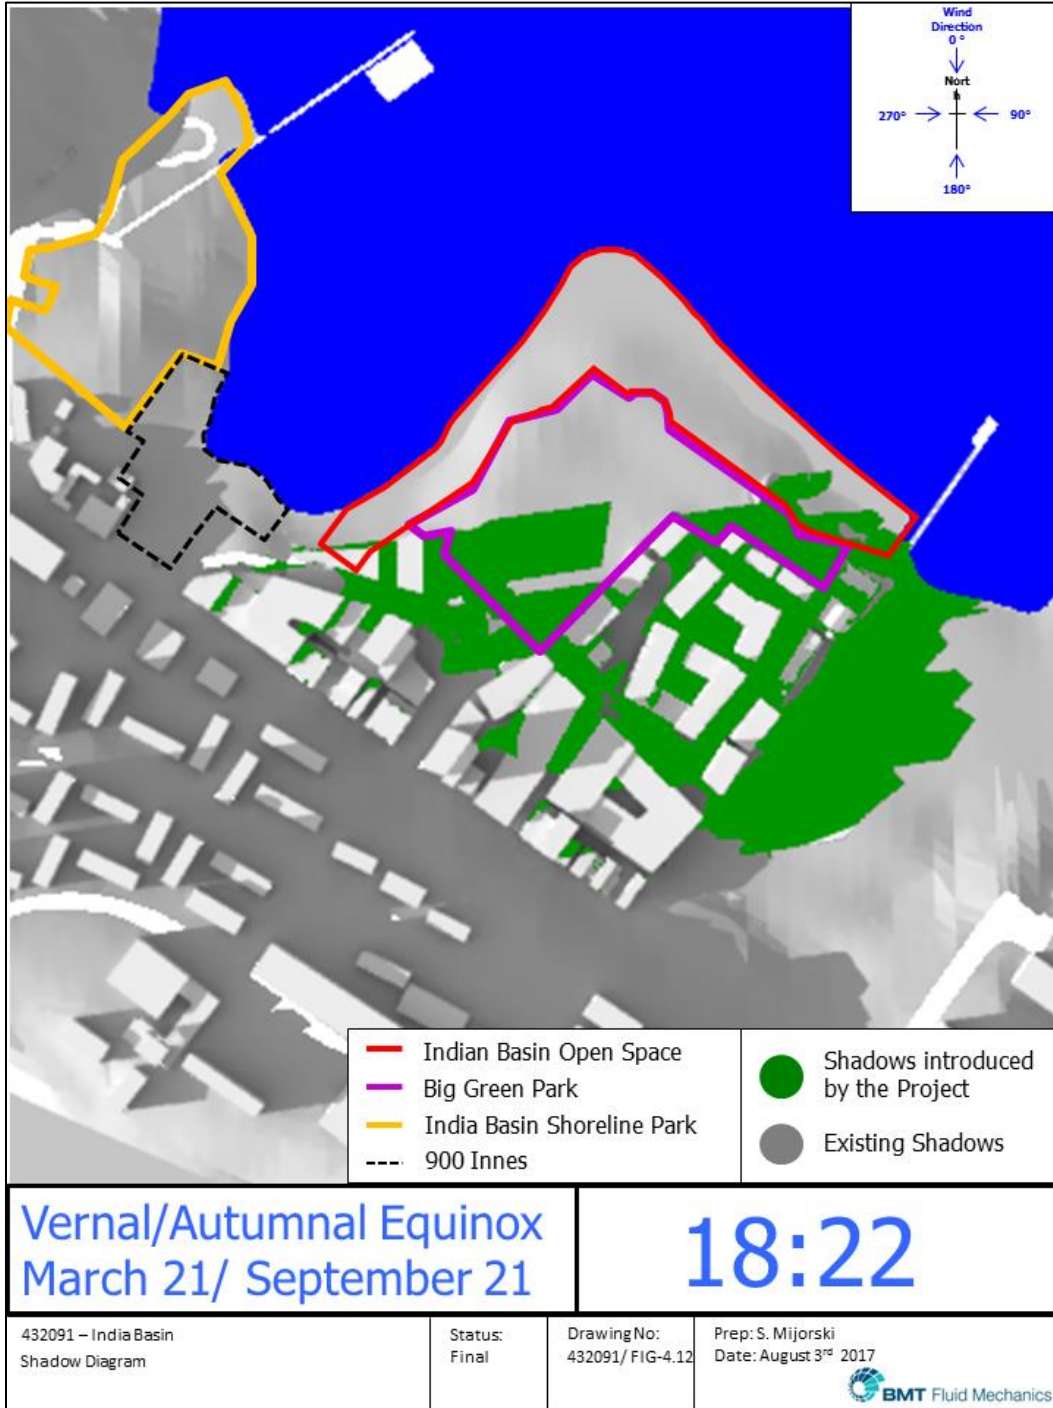 Wind
Direction
0 °
Nort
h
270°
90°
180°
Indian Basin Open Space
Big Green Park
India Basin Shoreline Park
900 Innes
Shadows introduced
by the Project
Existing Shadows
Vernal/Autumnal Equinox
March 21/ September 21
18:22
432091 – India Basin
Shadow Diagram
Status:
Final
Drawing No:
432091/ FIG-4.12
Prep: S. Mijorski
Date: August 3rd 2017
BMT Fluid Mechanics